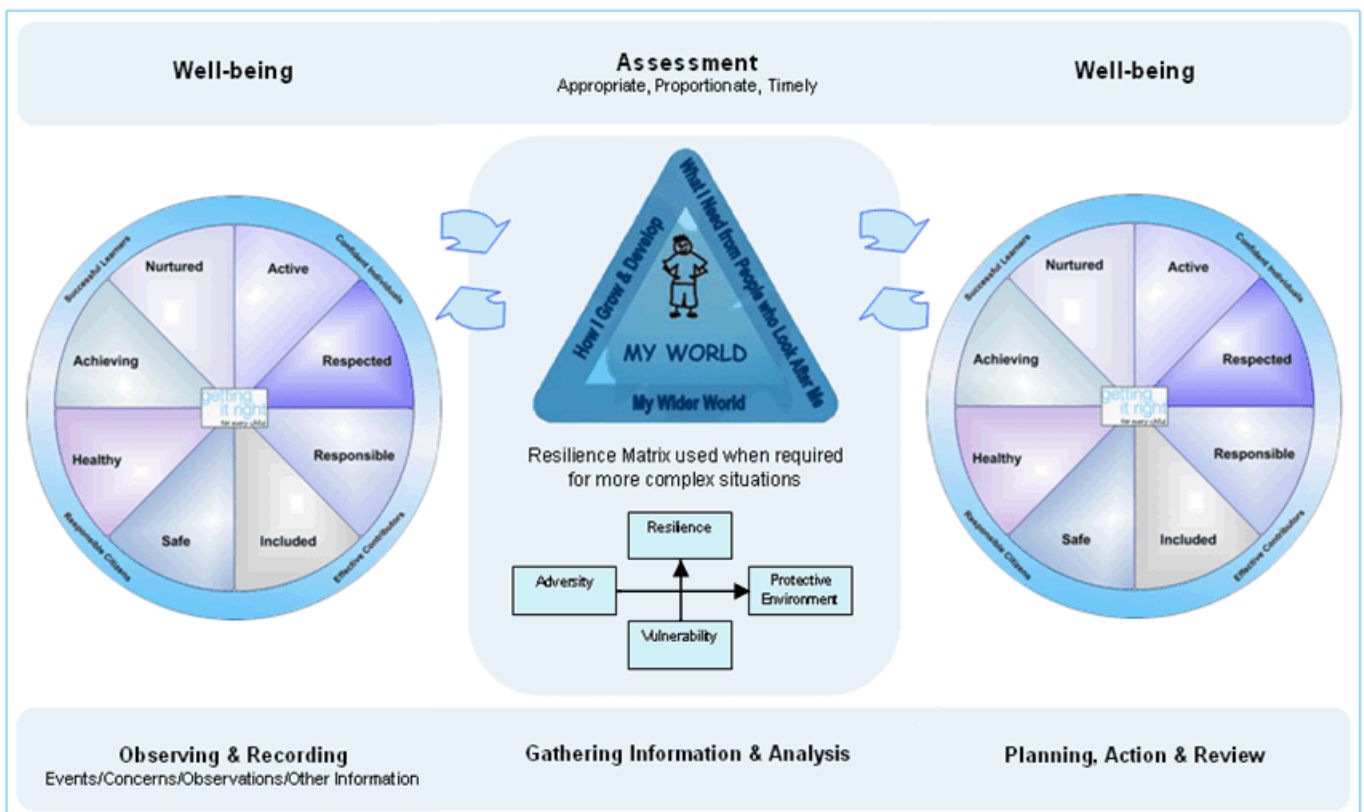 Well-being
Assessment
Appropriate, Proportionate, Timely
Well-being
Successful Learners
Confident Individuals
Nurtured
Active
Achieving
Respected
getting
it right
for every child
Healthy
Responsible
Safe
Included
Responsible Citizens
Effective Contributors
How I Grow & Develop
What I Need from People who Look After Me
MY WORLD
My Wider World
Resilience Matrix used when required
for more complex situations
Resilience
Adversity
Protective
Environment
Vulnerability
Successful Learners
Confident Individuals
Nurtured
Active
Achieving
Respected
getting
it right
for every child
Healthy
Responsible
Safe
Included
Responsible Citizens
Effective Contributors
Observing & Recording
Events/Concerns/Observations/Other Information
Gathering Information & Analysis
Planning, Action & Review